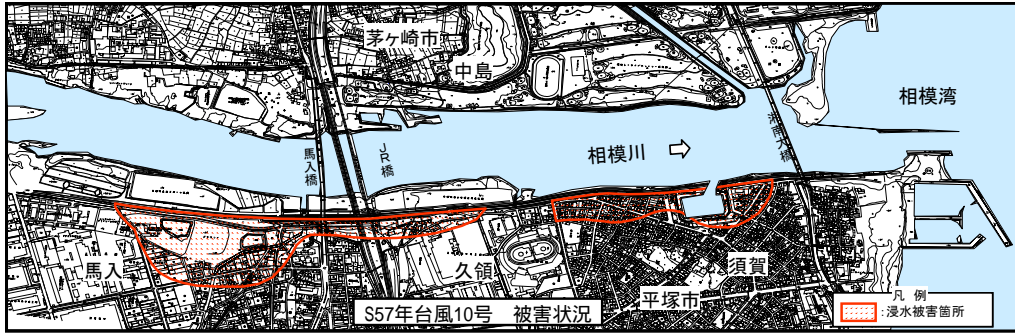 茅ヶ崎市
中島
相模湾
馬入橋
JR橋
相模川 ⇨
湘南大橋
馬入
久領
須賀
平塚市
S57年台風10号 被害状況
凡 例
：浸水被害箇所